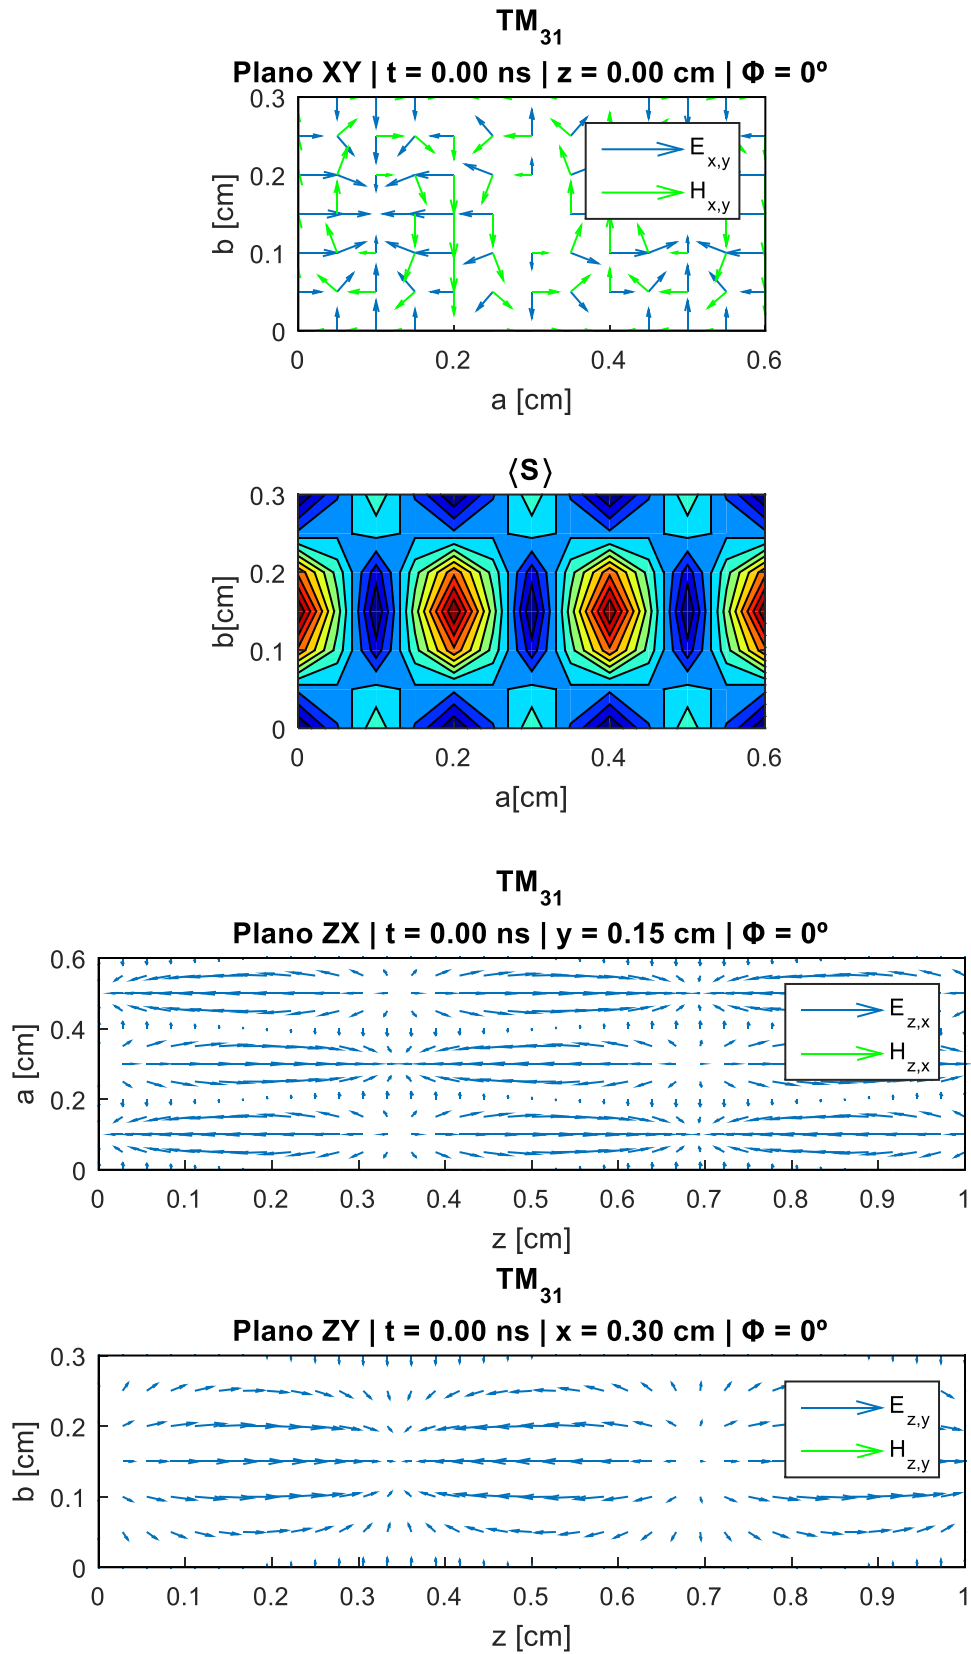 TM31
Plano XY | t = 0.00 ns | z = 0.00 cm | Φ = 0º
0.3
0.2
0.1
0
b [cm]
E x,y
H x,y
0 0.2 0.4 0.6
a [cm]
⟨S⟩
0.3
0.2
0.1
0
b[cm]
0 0.2 0.4 0.6
a[cm]
TM31
Plano ZX | t = 0.00 ns | y = 0.15 cm | Φ = 0º
0.6
0.4
0.2
0
a [cm]
E z,x
H z,x
0 0.1 0.2 0.3 0.4 0.5 0.6 0.7 0.8 0.9 1
z [cm]
TM31
Plano ZY | t = 0.00 ns | x = 0.30 cm | Φ = 0º
0.3
0.2
0.1
0
b [cm]
E z,y
H z,y
0 0.1 0.2 0.3 0.4 0.5 0.6 0.7 0.8 0.9 1
z [cm]